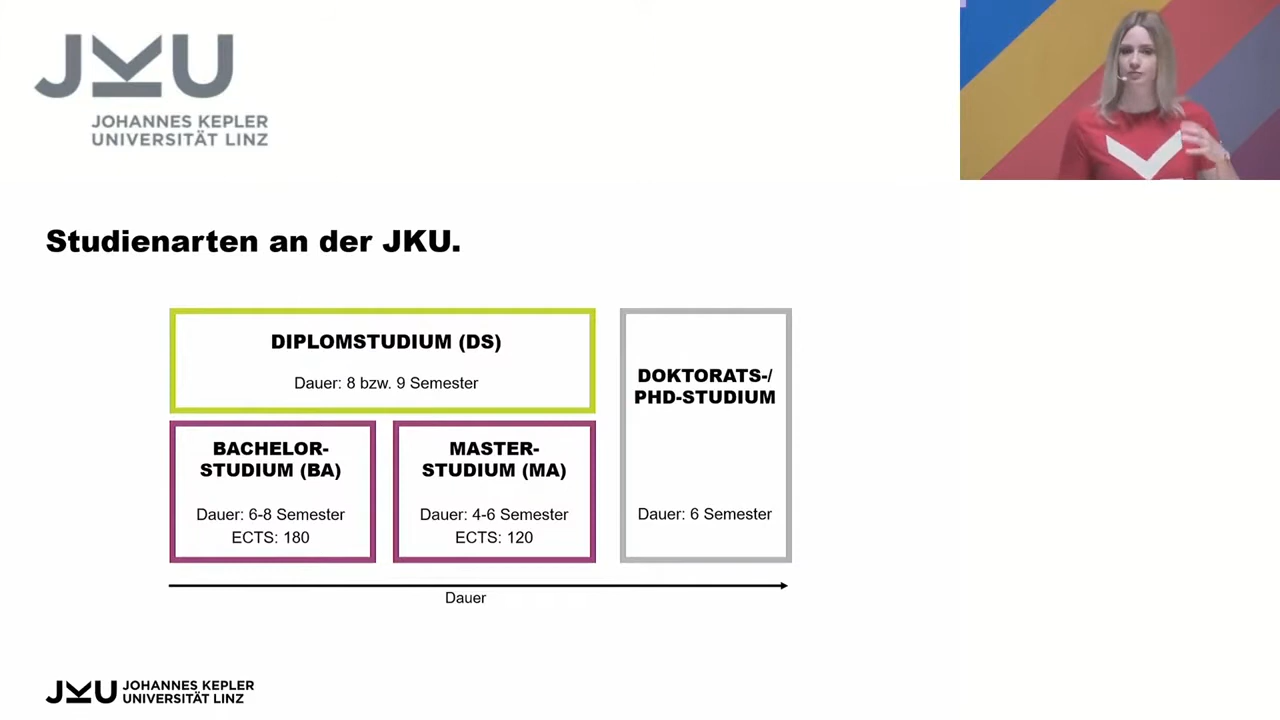 JKU
JOHANNES KEPLER
UNIVERSITÄT LINZ
Studienarten an der JKU.
DIPLOMSTUDIUM (DS)
Dauer: 8 bzw. 9 Semester
BACHELOR-
STUDIUM (BA)
Dauer: 6-8 Semester
ECTS: 180
MASTER-
STUDIUM (MA)
Dauer: 4-6 Semester
ECTS: 120
DOKTORATS-/
PHD-STUDIUM
Dauer: 6 Semester
Dauer
JKU JOHANNES KEPLER
UNIVERSITÄT LINZ